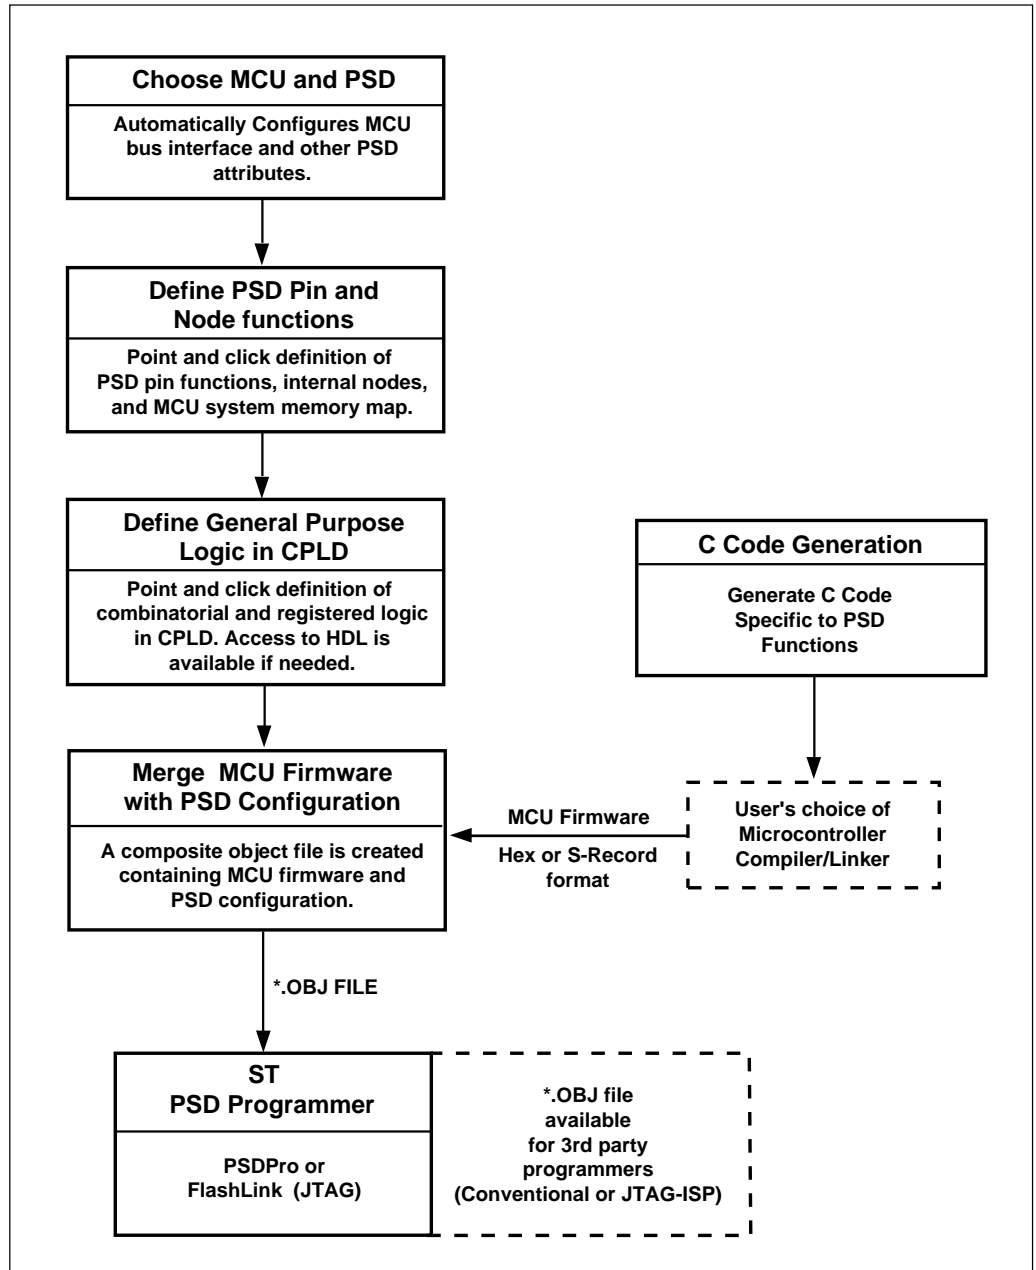 Choose MCU and PSD
Automatically Configures MCU
bus interface and other PSD
attributes.
Define PSD Pin and
Node functions
Point and click definition of
PSD pin functions, internal nodes,
and MCU system memory map.
Define General Purpose
Logic in CPLD
Point and click definition of
combinatorial and registered logic
in CPLD. Access to HDL is
available if needed.
C Code Generation
Generate C Code
Specific to PSD
Functions
Merge MCU Firmware
with PSD Configuration
A composite object file is created
containing MCU firmware and
PSD configuration.
MCU Firmware
Hex or S-Record
format
User's choice of
Microcontroller
Compiler/Linker
*.OBJ FILE
ST
PSD Programmer
PSDPro or
FlashLink (JTAG)
*.OBJ file
available
for 3rd party
programmers
(Conventional or JTAG-ISP)